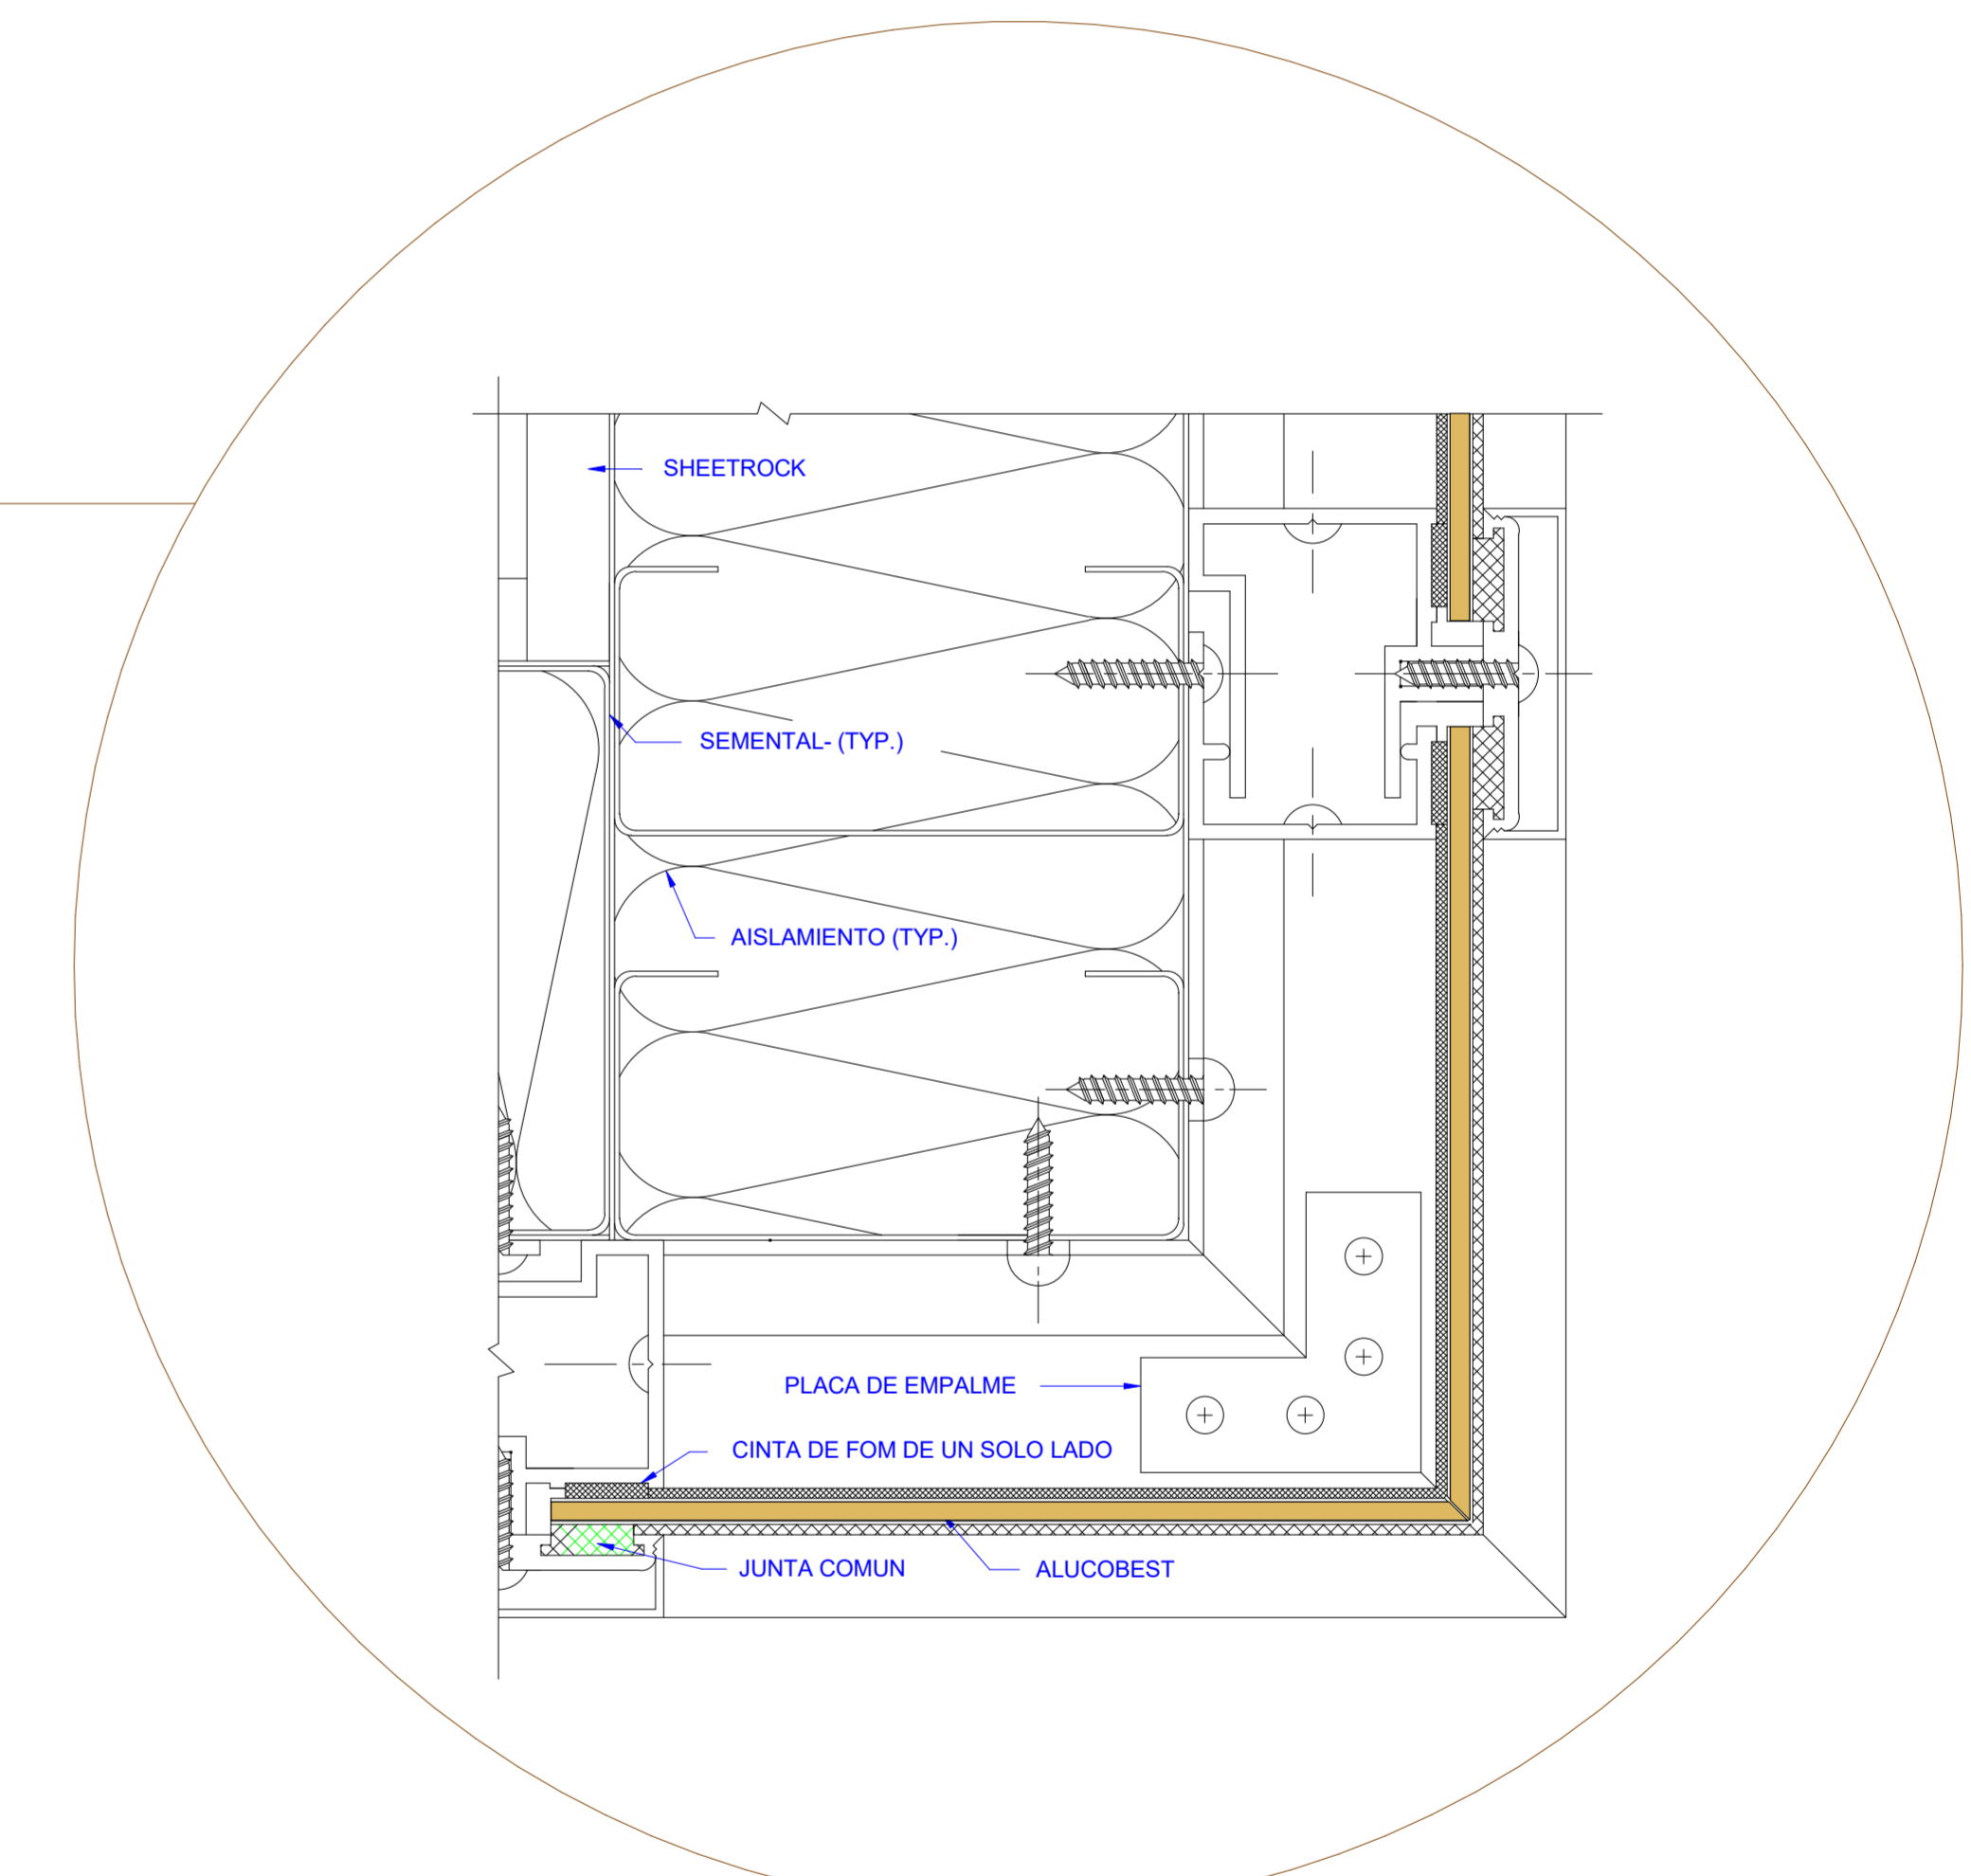 SHEETROCK
SEMENTAL- (TYP.)
AISLAMIENTO (TYP.)
PLACA DE EMPALME
CINTA DE FOM DE UN SOLO LADO
JUNTA COMUN
ALUCOBEST